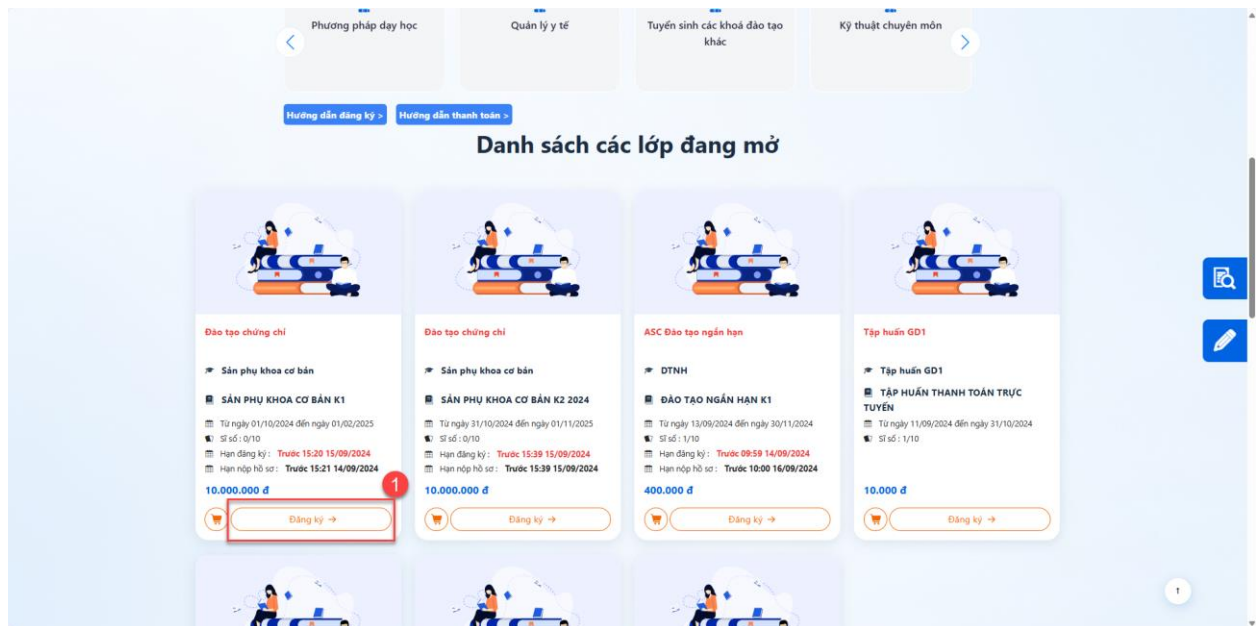 Phương pháp dạy học
Quản lý y tế
Tuyển sinh các khoá đào tạo
khác
Kỹ thuật chuyên môn
Hướng dẫn đăng ký >
Hướng dẫn thanh toán >
Danh sách các lớp đang mở
Đào tạo chứng chỉ
Sản phụ khoa cơ bản
SẢN PHỤ KHOA CƠ BẢN K1
Từ ngày 01/10/2024 đến ngày 01/02/2025
Sĩ số : 0/10
Hạn đăng ký : Trước 15:20 15/09/2024
Hạn nộp hồ sơ : Trước 15:21 14/09/2024
10.000.000 đ
1
Đăng ký →
Đào tạo chứng chỉ
Sản phụ khoa cơ bản
SẢN PHỤ KHOA CƠ BẢN K2 2024
Từ ngày 31/10/2024 đến ngày 01/11/2025
Sĩ số : 0/10
Hạn đăng ký : Trước 15:39 15/09/2024
Hạn nộp hồ sơ : Trước 15:39 15/09/2024
10.000.000 đ
Đăng ký →
ASC Đào tạo ngắn hạn
DTNH
ĐÀO TẠO NGẮN HẠN K1
Từ ngày 13/09/2024 đến ngày 30/11/2024
Sĩ số : 1/10
Hạn đăng ký : Trước 09:59 14/09/2024
Hạn nộp hồ sơ : Trước 10:00 16/09/2024
400.000 đ
Đăng ký →
Tập huấn GD1
Tập huấn GD1
TẬP HUẤN THANH TOÁN TRỰC
TUYẾN
Từ ngày 11/09/2024 đến ngày 31/10/2024
Sĩ số : 1/10
10.000 đ
Đăng ký →